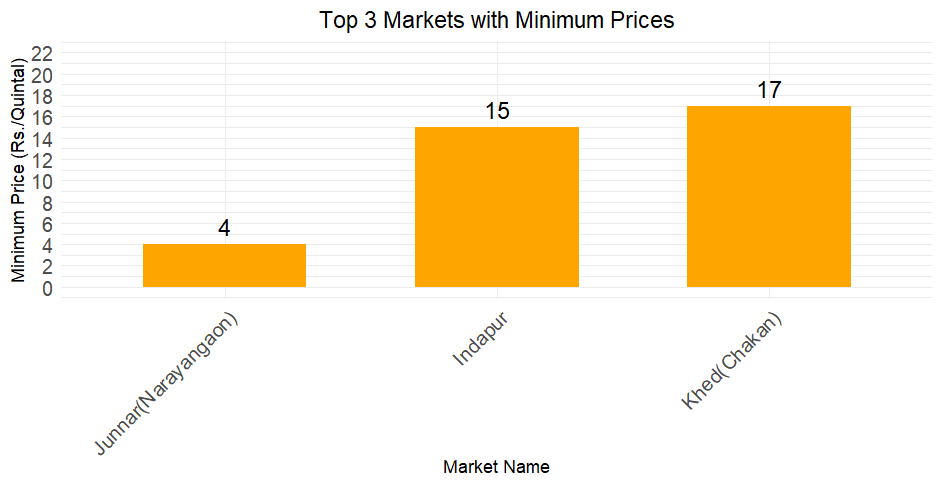 Top 3 Markets with Minimum Prices
Minimum Price (Rs./Quintal)
22
20
18
16
14
12
10
8
6
4
2
0
4
15
17
Junnar(Narayangaon)
Indapur
Khed(Chakan)
Market Name